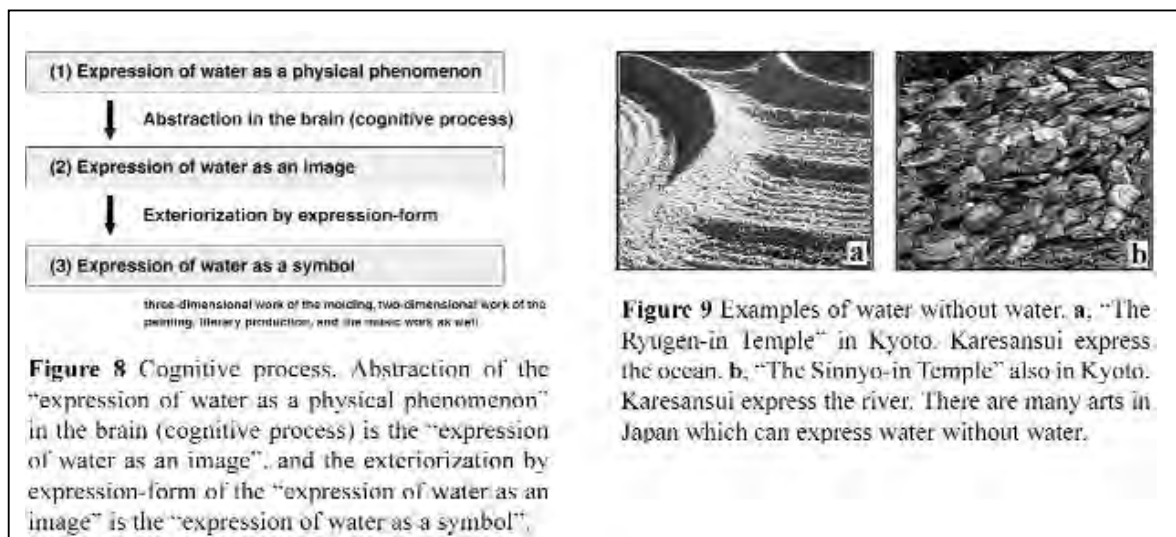 (1) Expression of water as a physical phenomenon
Abstraction in the brain (cognitive process)
(2) Expression of water as an image
Exteriorization by expression-form
(3) Expression of water as a symbol
three-dimensional work of the molding, two-dimensional work of the
painting, literary production, and the music work as well
Figure 8 Cognitive process. Abstraction of the
“expression of water as a physical phenomenon”
in the brain (cognitive process) is the “expression
of water as an image”, and the exteriorization by
expression-form of the “expression of water as an
image” is the “expression of water as a symbol”.
a
b
Figure 9 Examples of water without water. a, “The
Ryugen-in Temple” in Kyoto. Karesansui express
the ocean. b, “The Sinnyo-in Temple” also in Kyoto.
Karesansui express the river. There are many arts in
Japan which can express water without water.